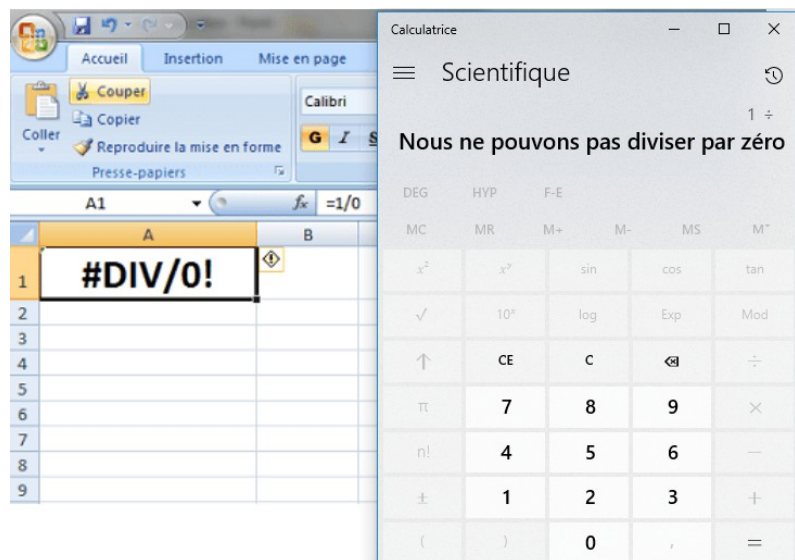 Accueil Insertion Mise en page
Couper
Calibri
Copier
Coller
Reproduire la mise en forme
G I S
Presse-papiers
A1 fx =1/0
A B
1 #DIV/0!
2
3
4
5
6
7
8
9
Calculatrice
Scientifique
1 ÷
Nous ne pouvons pas diviser par zéro
DEG HYP F-E
MC MR M+ M- MS M˅
x² xʸ sin cos tan
√ 10ˣ log Exp Mod
↑ CE C ⌫ ÷
π 7 8 9 ×
n! 4 5 6 —
± 1 2 3 +
( ) 0 , =